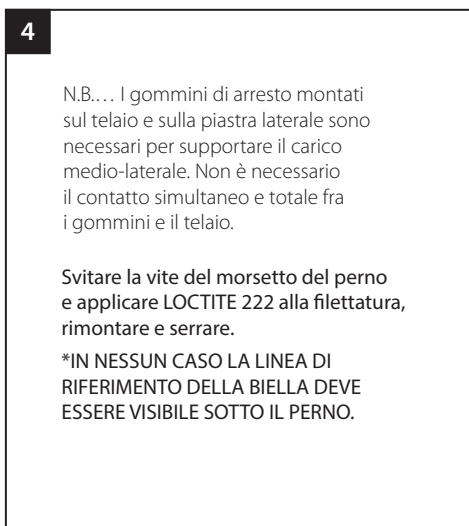 4
N.B.… I gommini di arresto montati
sul telaio e sulla piastra laterale sono
necessari per supportare il carico
medio-laterale. Non è necessario
il contatto simultaneo e totale fra
i gommini e il telaio.
Svitare la vite del morsetto del perno
e applicare LOCTITE 222 alla filettatura,
rimontare e serrare.
*IN NESSUN CASO LA LINEA DI
RIFERIMENTO DELLA BIELLA DEVE
ESSERE VISIBILE SOTTO IL PERNO.